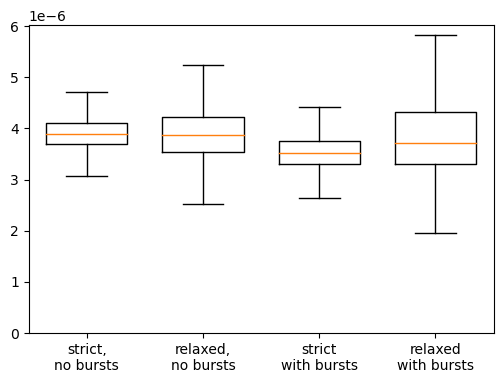 1e−6
6
5
4
3
2
1
0
strict, relaxed, strict relaxed
no bursts no bursts with bursts with bursts